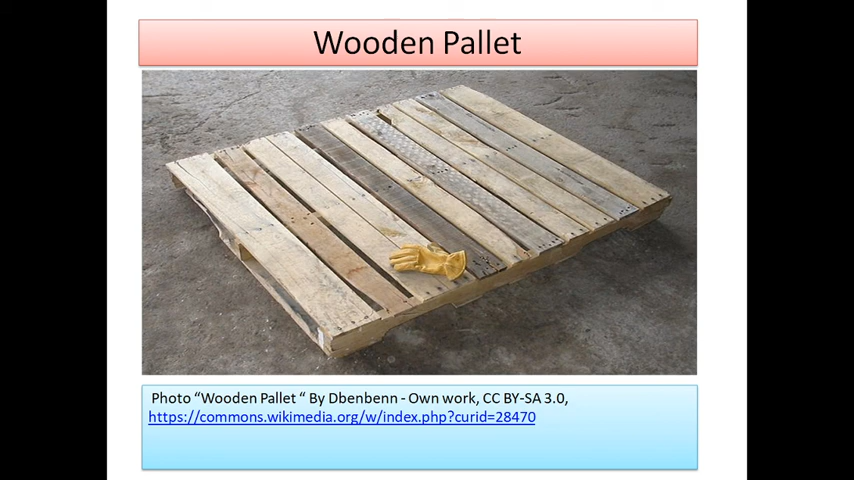 Wooden Pallet
Photo “Wooden Pallet “ By Dbenbenn - Own work, CC BY-SA 3.0,
https://commons.wikimedia.org/w/index.php?curid=28470